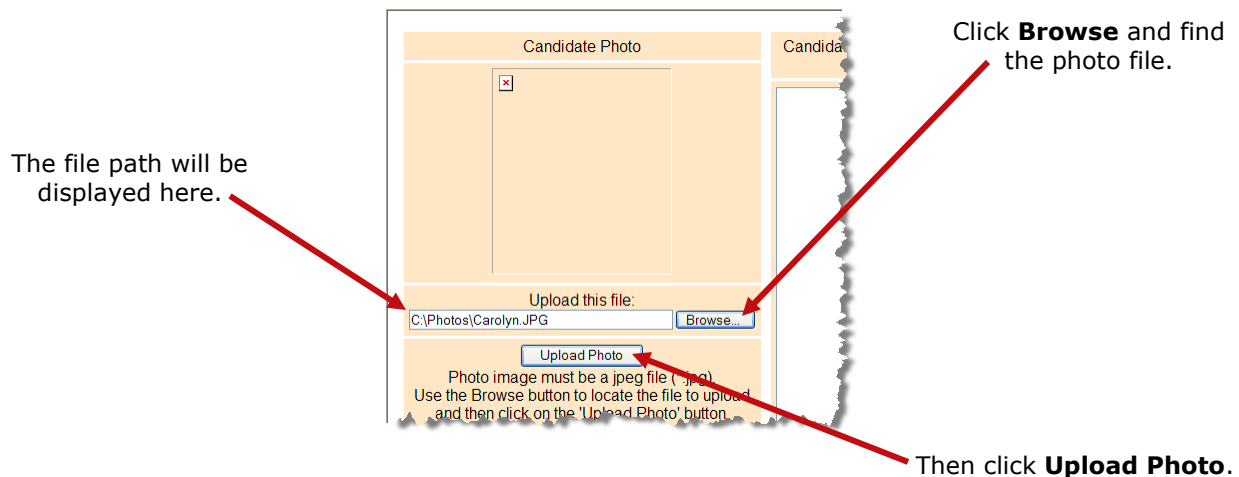 Click Browse and find
the photo file.
Candidate Photo
The file path will be
displayed here.
Upload this file:
C:\Photos\Carolyn.JPG
Browse...
Upload Photo
Photo image must be a jpeg file (*.jpg).
Use the Browse button to locate the file to upload
and then click on the 'Upload Photo' button
Then click Upload Photo.